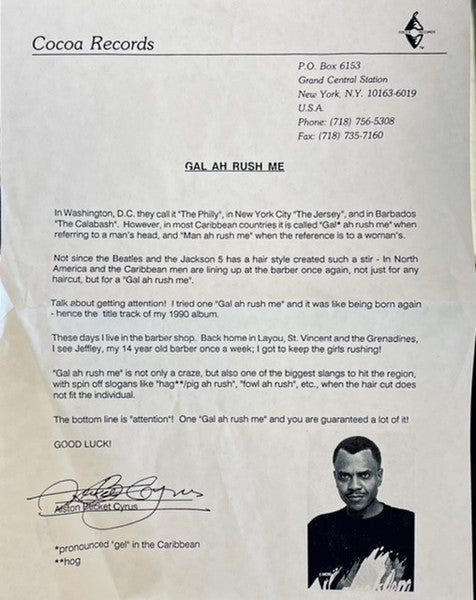 Cocoa Records
P.O. Box 6153
Grand Central Station
New York, N.Y. 10163-6019
U.S.A.
Phone: (718) 756-5308
Fax: (718) 735-7160
GAL AH RUSH ME
In Washington, D.C. they call it "The Philly", in New York City "The Jersey", and in Barbados
"The Calabash". However, in most Caribbean countries it is called "Gal* ah rush me" when
referring to a man's head, and "Man ah rush me" when the reference is to a woman's.
Not since the Beatles and the Jackson 5 has a hair style created such a stir - In North
America and the Caribbean men are lining up at the barber once again, not just for any
haircut, but for a "Gal ah rush me".
Talk about getting attention! I tried one "Gal ah rush me" and it was like being born again
- hence the title track of my 1990 album.
These days I live in the barber shop. Back home in Layou, St. Vincent and the Grenadines,
I see Jeffley, my 14 year old barber once a week; I got to keep the girls rushing!
"Gal ah rush me" is not only a craze, but also one of the biggest slangs to hit the region,
with spin off slogans like "hag**/pig ah rush", "fowl ah rush", etc., when the hair cut does
not fit the individual.
The bottom line is "attention"! One "Gal ah rush me" and you are guaranteed a lot of it!
GOOD LUCK!
Alston Becket Cyrus
*pronounced "gel" in the Caribbean
**hog